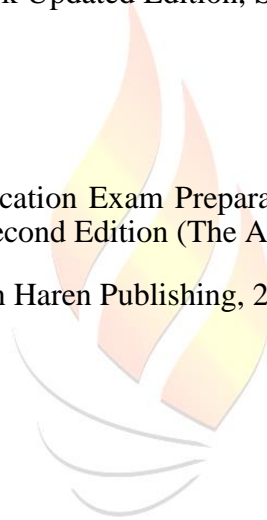 k Updated Edition, S
cation Exam Prepara
econd Edition (The A
n Haren Publishing, 2